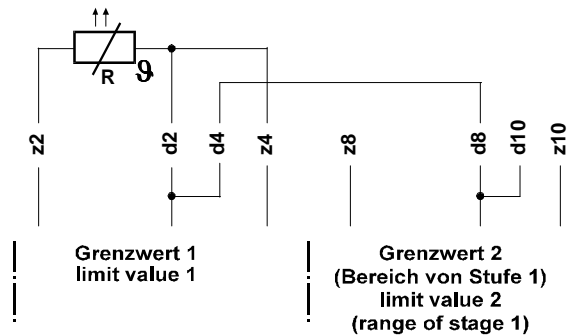 R ϑ
z2 d2 d4 z4 z8 d8 d10 z10
Grenzwert 1
limit value 1
Grenzwert 2
(Bereich von Stufe 1)
limit value 2
(range of stage 1)